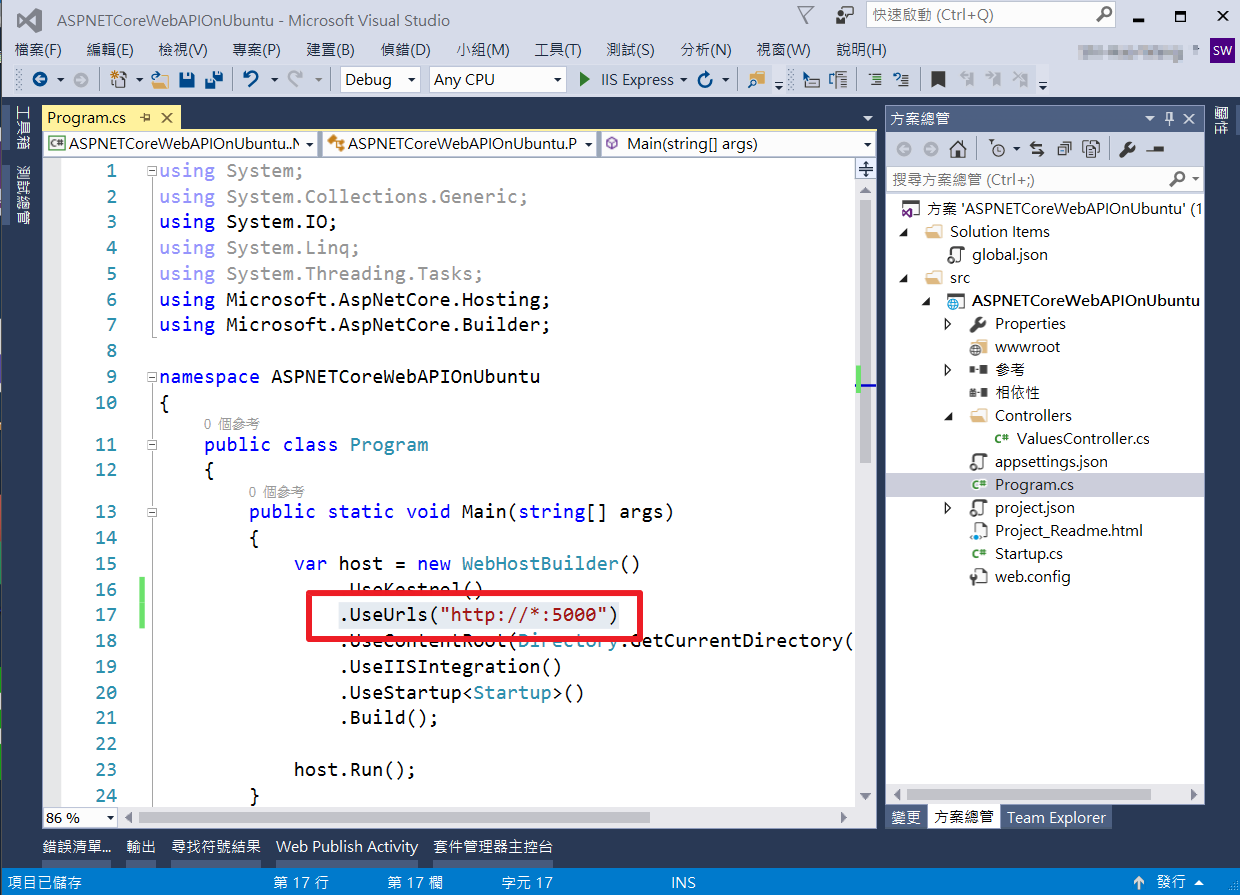 ASPNETCoreWebAPIOnUbuntu - Microsoft Visual Studio
快速啟動 (Ctrl+Q)
檔案(F) 編輯(E) 檢視(V) 專案(P) 建置(B) 偵錯(D) 小組(M) 工具(T) 測試(S) 分析(N) 視窗(W) 說明(H)
SW
Debug Any CPU IIS Express
工具箱
測試總管
Program.cs
ASPNETCoreWebAPIOnUbuntu..N ASPNETCoreWebAPIOnUbuntu.P Main(string[] args)
1 using System;
2 using System.Collections.Generic;
3 using System.IO;
4 using System.Linq;
5 using System.Threading.Tasks;
6 using Microsoft.AspNetCore.Hosting;
7 using Microsoft.AspNetCore.Builder;
8
9 namespace ASPNETCoreWebAPIOnUbuntu
10 {
0 個參考
11 public class Program
12 {
0 個參考
13 public static void Main(string[] args)
14 {
15 var host = new WebHostBuilder()
16 .UseKestrel()
17 .UseUrls("http://*:5000")
18 .UseContentRoot(Directory.GetCurrentDirectory(
19 .UseIISIntegration()
20 .UseStartup<Startup>()
21 .Build();
22
23 host.Run();
24 }
86 %
方案總管
搜尋方案總管 (Ctrl+;)
方案 'ASPNETCoreWebAPIOnUbuntu' (1
Solution Items
global.json
src
ASPNETCoreWebAPIOnUbuntu
Properties
wwwroot
參考
相依性
Controllers
C# ValuesController.cs
appsettings.json
C# Program.cs
project.json
Project_Readme.html
C# Startup.cs
web.config
變更 方案總管 Team Explorer
屬性
錯誤清單... 輸出 尋找符號結果 Web Publish Activity 套件管理器主控台
項目已儲存 第 17 行 第 17 欄 字元 17 INS 發行